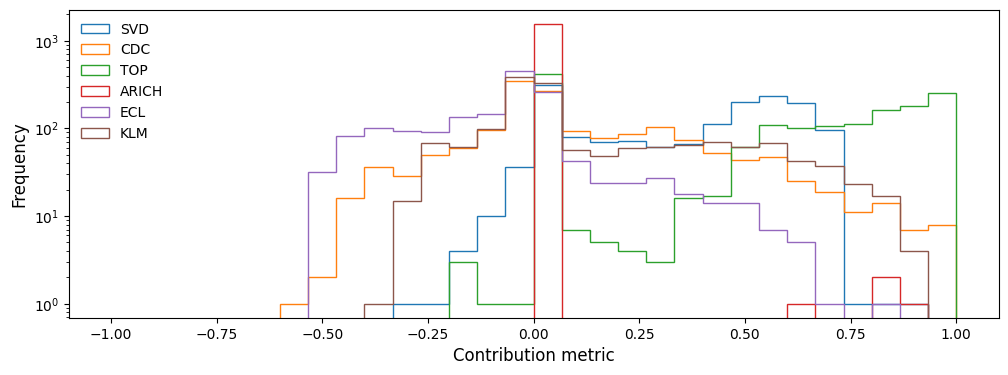 SVD
CDC
TOP
ARICH
ECL
KLM
Frequency
10³
10²
10¹
10⁰
−1.00 −0.75 −0.50 −0.25 0.00 0.25 0.50 0.75 1.00
Contribution metric